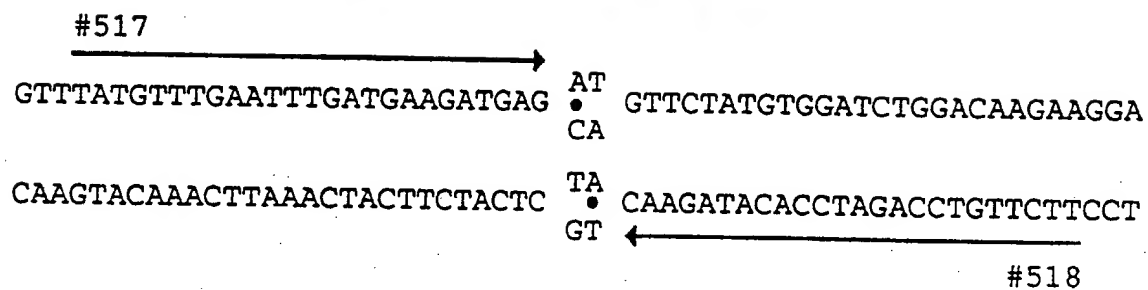 #517
AT
GTTTATGTTTGAATTTGATGAAGATGAG • GTTCTATGTGGATCTGGACAAGAAGGA
CA
TA
CAAGTACAAACTTAAACTACTTCTACTC • CAAGATACACCTAGACCTGTTCTTCCT
GT
#518